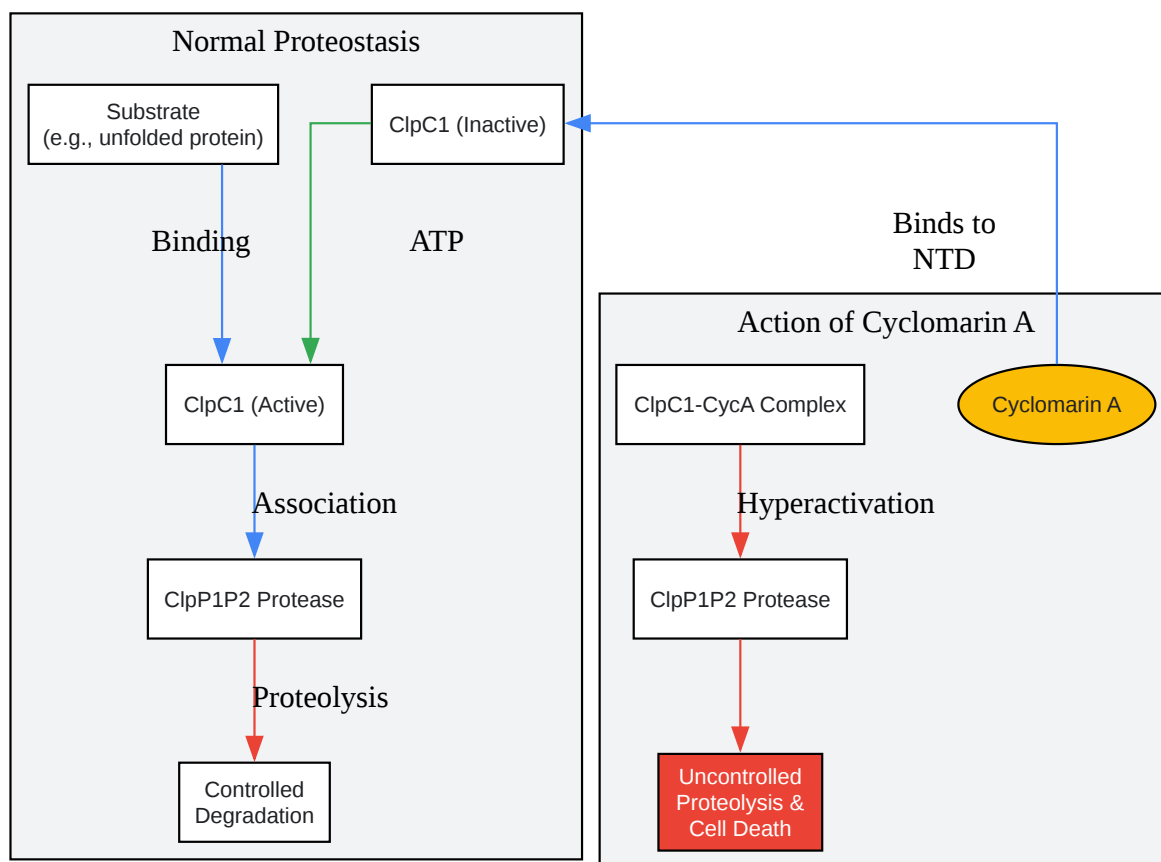 Normal Proteostasis
Substrate
(e.g., unfolded protein)
ClpC1 (Inactive)
Binding
ATP
ClpC1 (Active)
Association
ClpP1P2 Protease
Proteolysis
Controlled
Degradation
Binds to
NTD
Action of Cyclomarin A
ClpC1-CycA Complex
Cyclomarin A
Hyperactivation
ClpP1P2 Protease
Uncontrolled
Proteolysis &
Cell Death